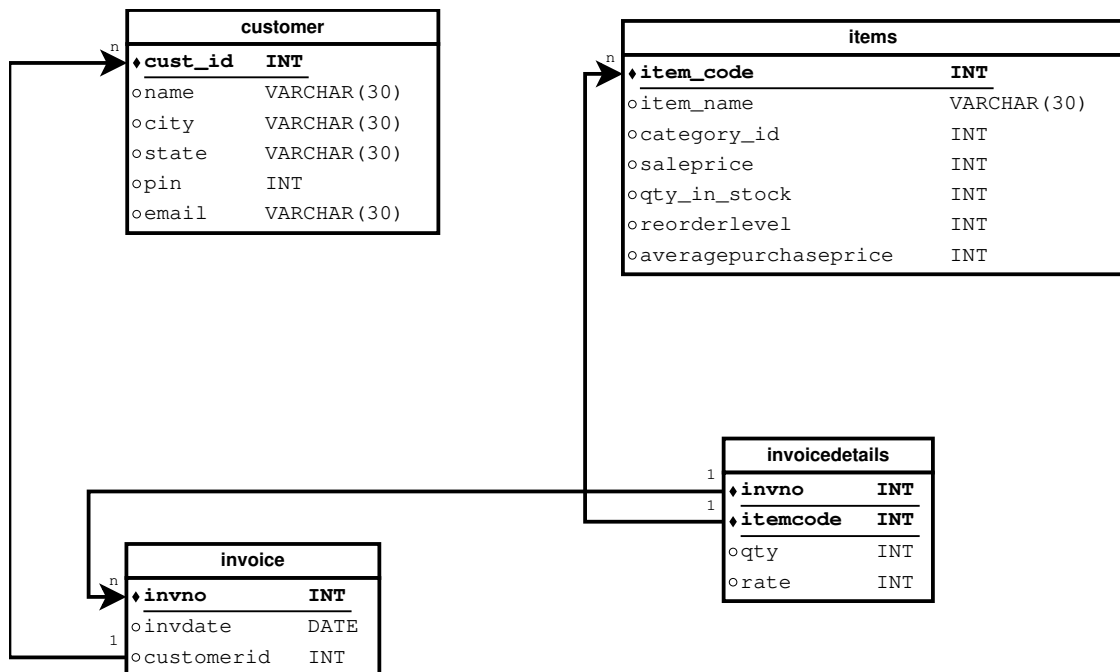 customer
n
cust_id INT
name VARCHAR(30)
city VARCHAR(30)
state VARCHAR(30)
pin INT
email VARCHAR(30)
items
n
item_code INT
item_name VARCHAR(30)
category_id INT
saleprice INT
qty_in_stock INT
reorderlevel INT
averagepurchaseprice INT
invoicedetails
1
invno INT
1
itemcode INT
qty INT
rate INT
invoice
n
invno INT
invdate DATE
1
customerid INT